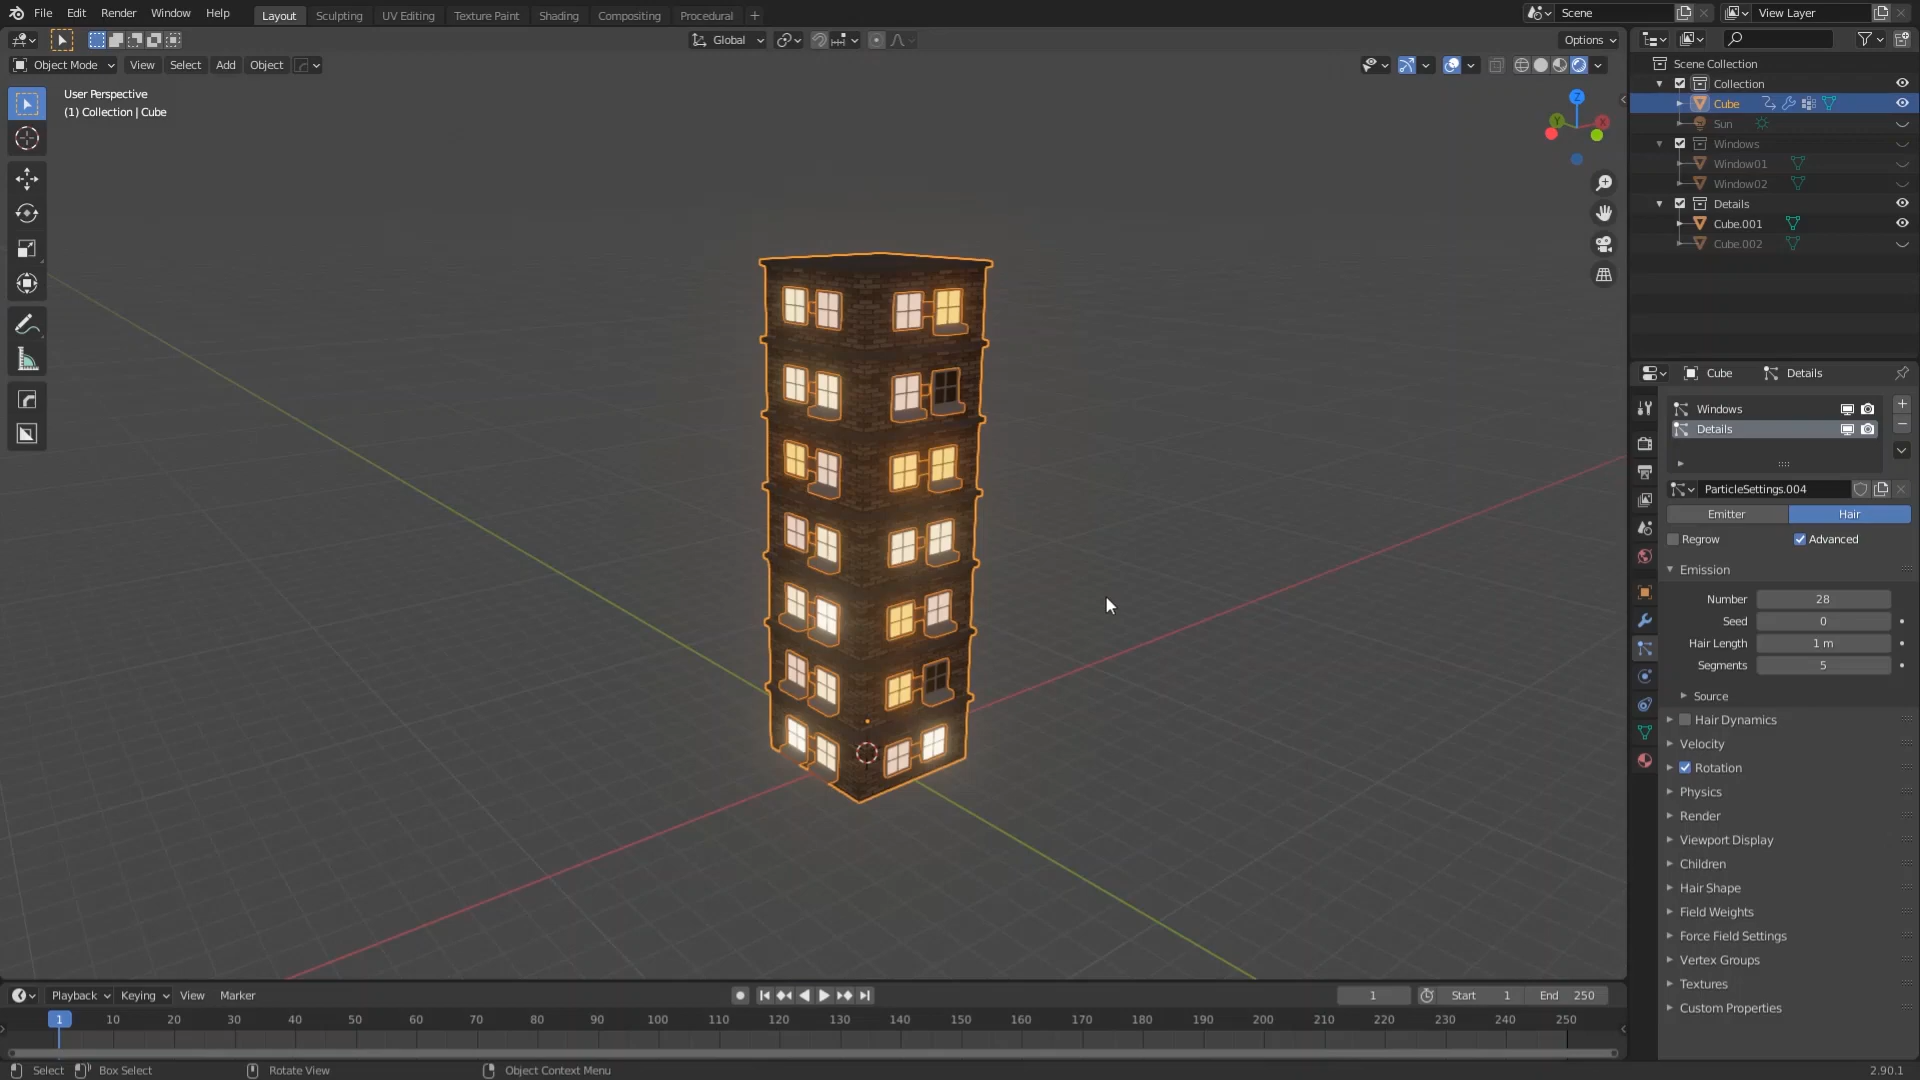 File Edit Render Window Help Layout Sculpting UV Editing Texture Paint Shading Compositing Procedural + Scene View Layer
Global Options
Object Mode View Select Add Object
User Perspective
(1) Collection | Cube
Z
Y
X
Scene Collection
Collection
Cube
Sun
Windows
Window01
Window02
Details
Cube.001
Cube.002
Cube Details
Windows
Details
ParticleSettings.004
Emitter Hair
Regrow Advanced
Emission
Number 28
Seed 0
Hair Length 1 m
Segments 5
Source
Hair Dynamics
Velocity
Rotation
Physics
Render
Viewport Display
Children
Hair Shape
Field Weights
Force Field Settings
Vertex Groups
Textures
Custom Properties
Playback Keying View Marker 1 Start 1 End 250
1 10 20 30 40 50 60 70 80 90 100 110 120 130 140 150 160 170 180 190 200 210 220 230 240 250
Select Box Select Rotate View Object Context Menu 2.90.1